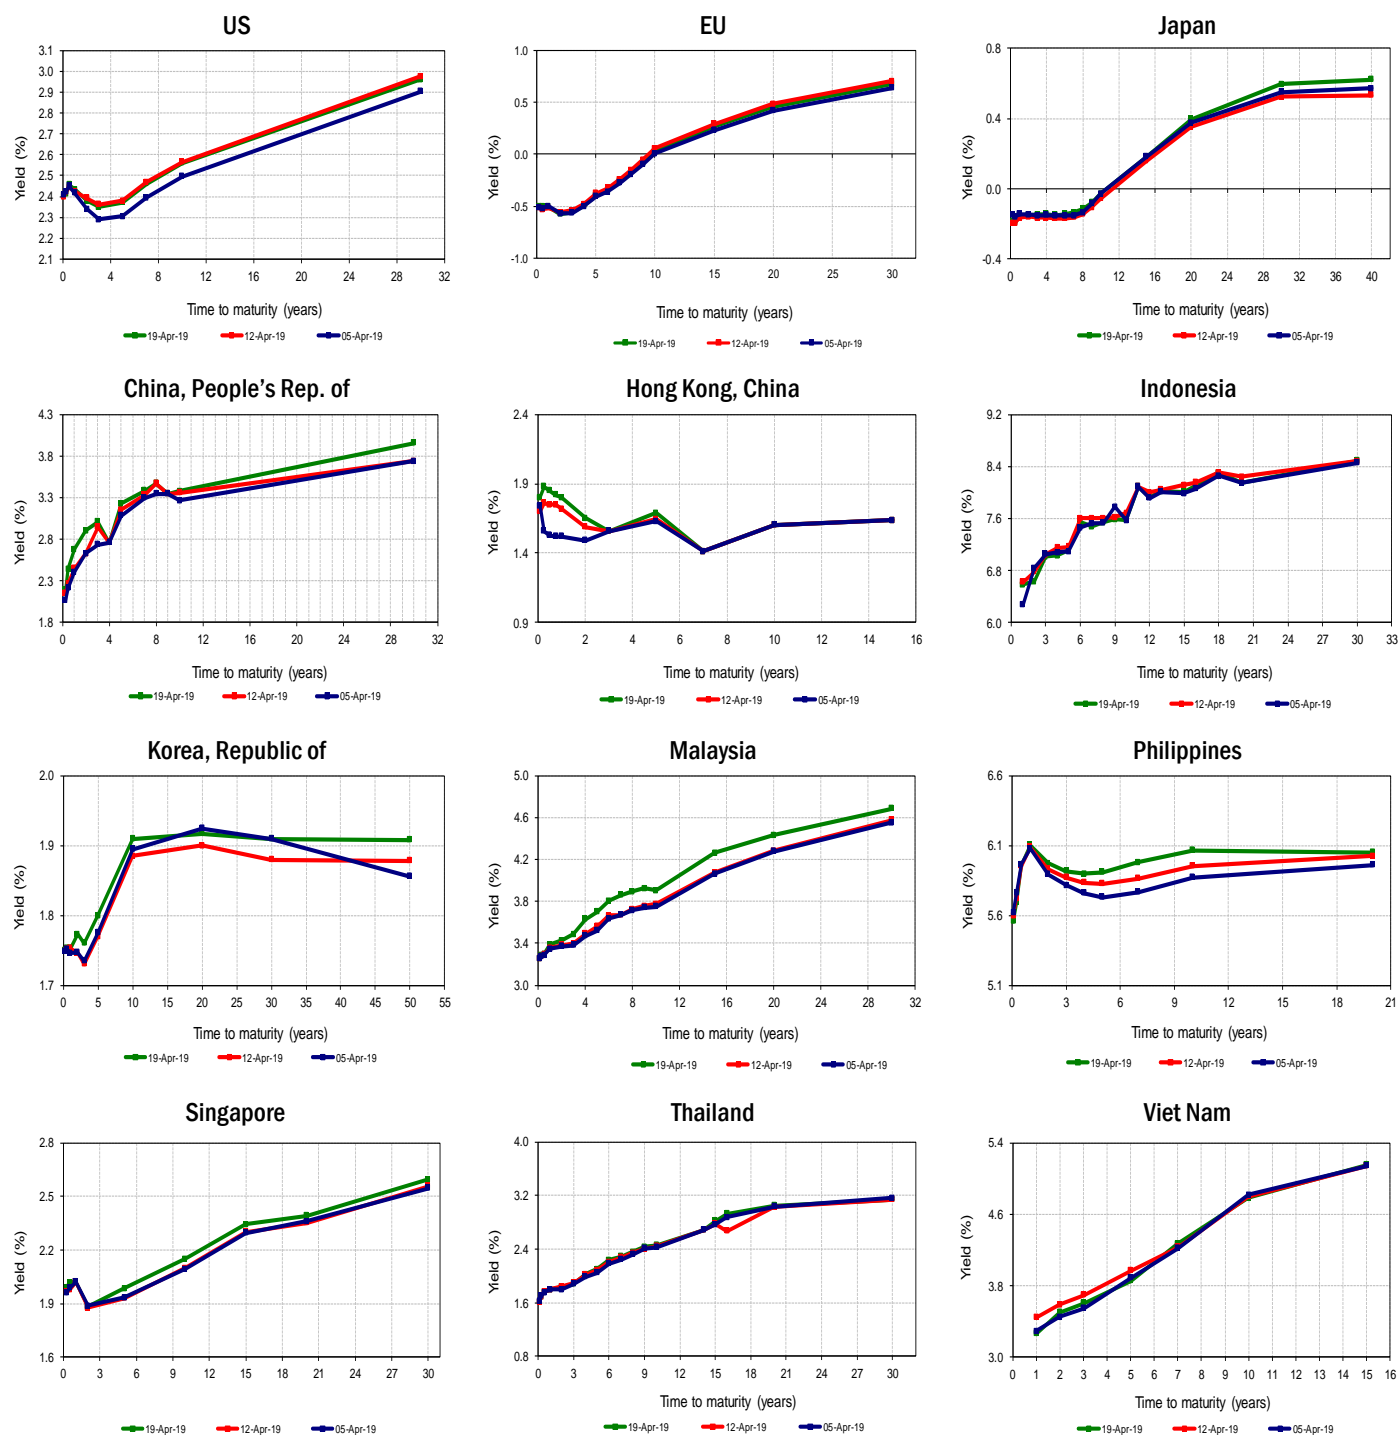 US
3.1
3.0
2.9
2.8
2.7
2.6
2.5
2.4
2.3
2.2
2.1
Yield (%)
0 4 8 12 16 20 24 28 32
Time to maturity (years)
19-Apr-19 12-Apr-19 05-Apr-19
EU
1.0
0.5
0.0
-0.5
-1.0
Yield (%)
0 5 10 15 20 25 30
Time to maturity (years)
19-Apr-19 12-Apr-19 05-Apr-19
Japan
0.8
0.4
0.0
-0.4
Yield (%)
0 4 8 12 16 20 24 28 32 36 40
Time to maturity (years)
19-Apr-19 12-Apr-19 05-Apr-19
China, People's Rep. of
4.3
3.8
3.3
2.8
2.3
1.8
Yield (%)
0 4 8 12 16 20 24 28 32
Time to maturity (years)
19-Apr-19 12-Apr-19 05-Apr-19
Hong Kong, China
2.4
1.9
1.4
0.9
Yield (%)
0 2 4 6 8 10 12 14 16
Time to maturity (years)
19-Apr-19 12-Apr-19 05-Apr-19
Indonesia
9.2
8.4
7.6
6.8
6.0
Yield (%)
0 3 6 9 12 15 18 21 24 27 30 33
Time to maturity (years)
19-Apr-19 12-Apr-19 05-Apr-19
Korea, Republic of
2.0
1.9
1.8
1.7
Yield (%)
0 5 10 15 20 25 30 35 40 45 50 55
Time to maturity (years)
19-Apr-19 12-Apr-19 05-Apr-19
Malaysia
5.0
4.6
4.2
3.8
3.4
3.0
Yield (%)
0 4 8 12 16 20 24 28 32
Time to maturity (years)
19-Apr-19 12-Apr-19 05-Apr-19
Philippines
6.6
6.1
5.6
5.1
Yield (%)
0 3 6 9 12 15 18 21
Time to maturity (years)
19-Apr-19 12-Apr-19 05-Apr-19
Singapore
2.8
2.5
2.2
1.9
1.6
Yield (%)
0 3 6 9 12 15 18 21 24 27 30
Time to maturity (years)
19-Apr-19 12-Apr-19 05-Apr-19
Thailand
4.0
3.2
2.4
1.6
0.8
Yield (%)
0 3 6 9 12 15 18 21 24 27 30
Time to maturity (years)
19-Apr-19 12-Apr-19 05-Apr-19
Viet Nam
5.4
4.6
3.8
3.0
Yield (%)
0 1 2 3 4 5 6 7 8 9 10 11 12 13 14 15 16
Time to maturity (years)
19-Apr-19 12-Apr-19 05-Apr-19